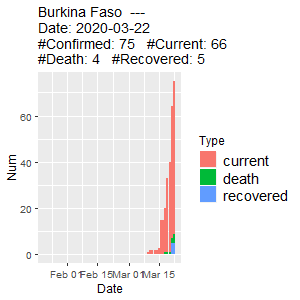 Burkina Faso  ---
Date: 2020-03-22
#Confirmed: 75   #Current: 66
#Death: 4   #Recovered: 5
Num
60
40
20
0
Feb 01 Feb 15 Mar 01 Mar 15
Date
Type
current
death
recovered